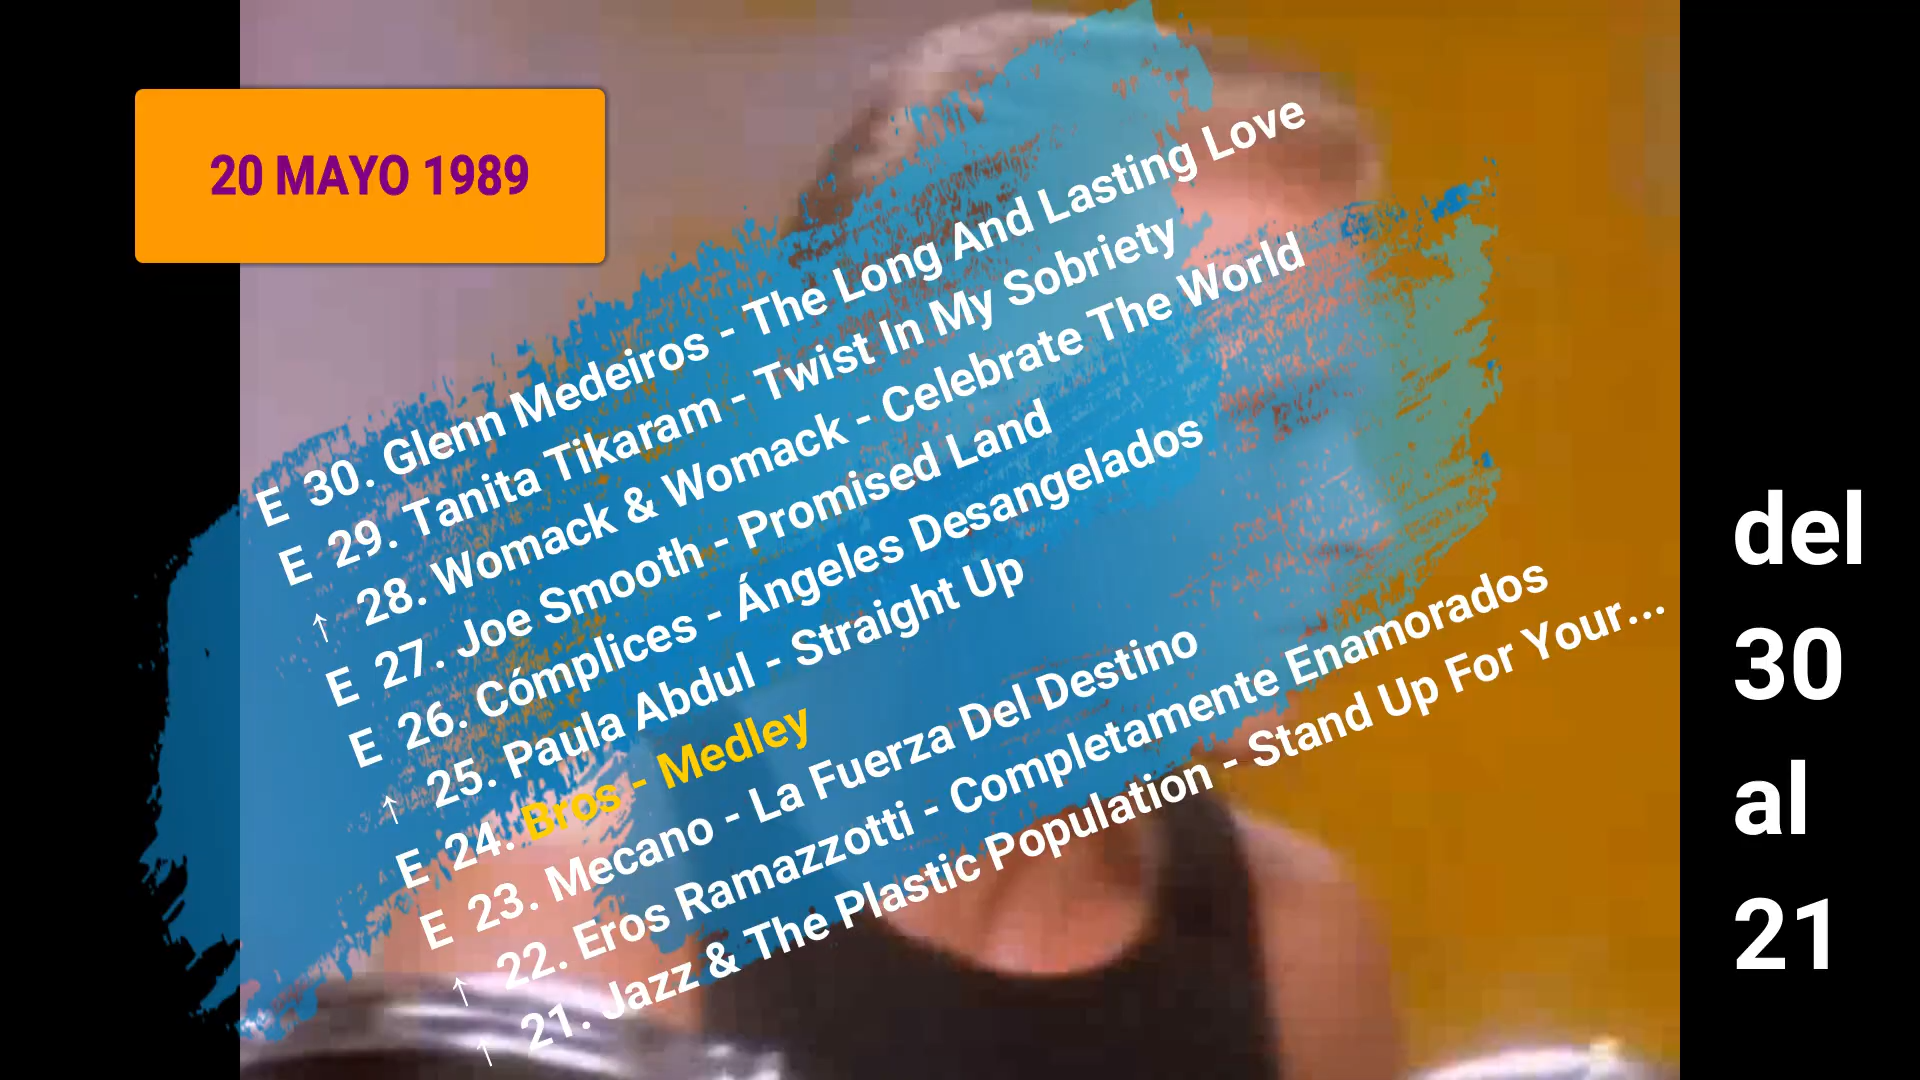 20 MAYO 1989
E 30. Glenn Medeiros - The Long And Lasting Love
E 29. Tanita Tikaram - Twist In My Sobriety
↑ 28. Womack & Womack - Celebrate The World
E 27. Joe Smooth - Promised Land
E 26. Cómplices - Ángeles Desangelados
↑ 25. Paula Abdul - Straight Up
E 24. Bros - Medley
E 23. Mecano - La Fuerza Del Destino
↑ 22. Eros Ramazzotti - Completamente Enamorados
↑ 21. Jazz & The Plastic Population - Stand Up For Your...
del
30
al
21